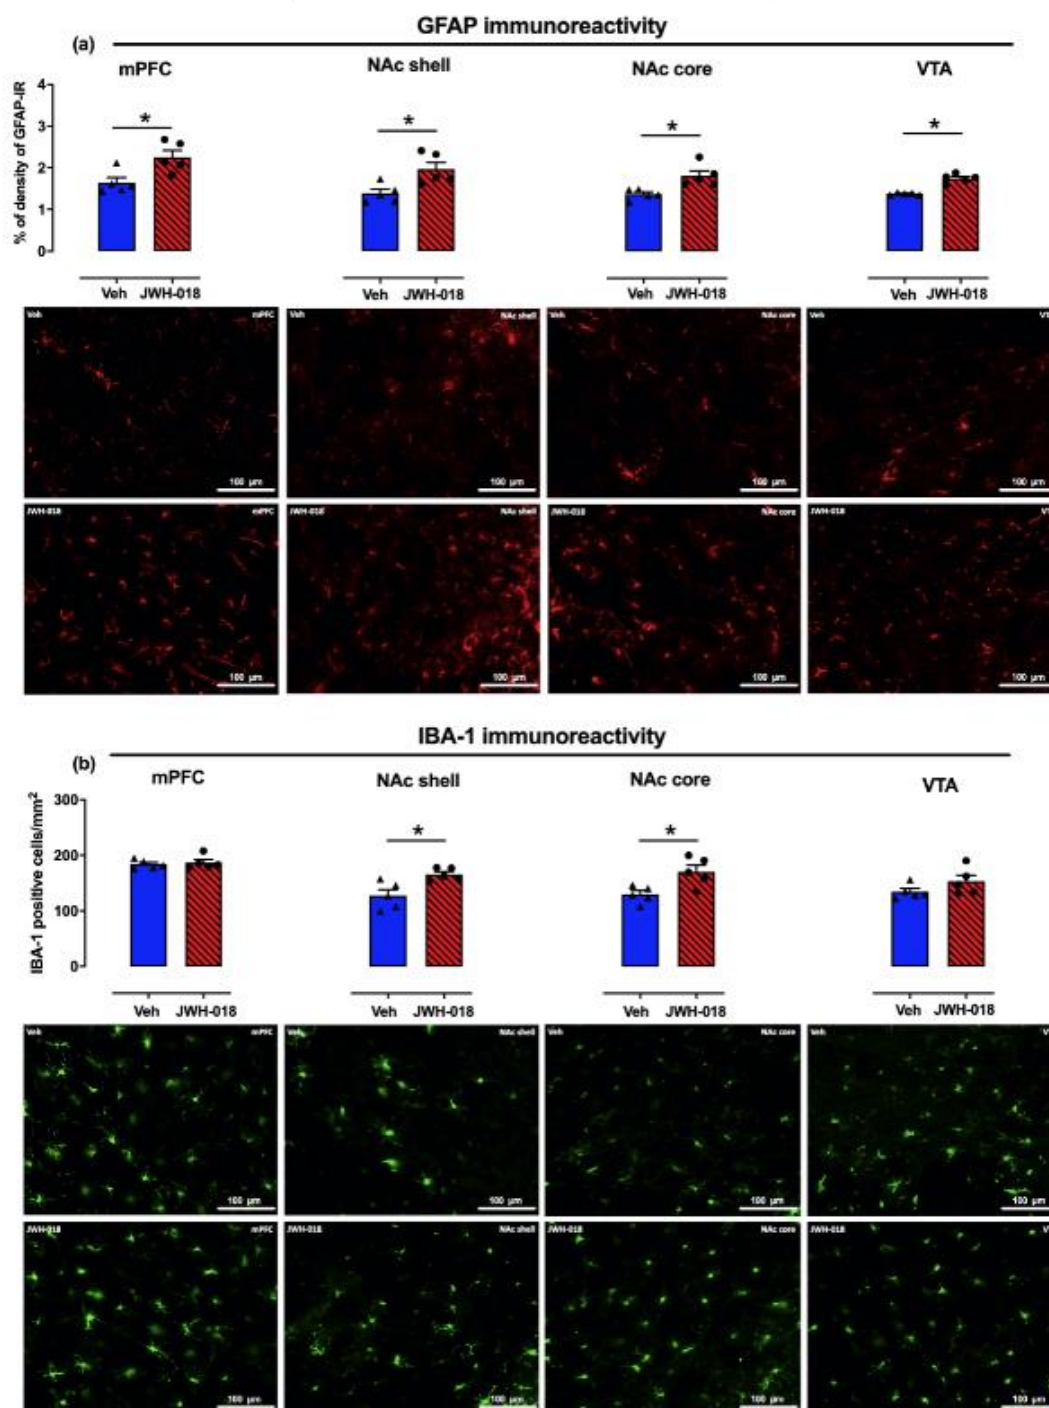 GFAP immunoreactivity
(a)
mPFC NAc shell NAc core VTA
% of density of GFAP-IR
4
3
2
1
0
* * * *
Veh JWH-018 Veh JWH-018 Veh JWH-018 Veh JWH-018
Veh mPFC Veh NAc shell Veh NAc core Veh
100 µm 100 µm 100 µm 100 µm
JWH-018 mPFC JWH-018 NAc shell JWH-018 NAc core JWH-018
100 µm 100 µm 100 µm 100 µm
IBA-1 immunoreactivity
(b)
mPFC NAc shell NAc core VTA
IBA-1 positive cells/mm²
300
200
100
0
* *
Veh JWH-018 Veh JWH-018 Veh JWH-018 Veh JWH-018
Veh mPFC Veh NAc shell Veh NAc core Veh
100 µm 100 µm 100 µm 100 µm
JWH-018 mPFC JWH-018 NAc shell JWH-018 NAc core JWH-018
100 µm 100 µm 100 µm 100 µm